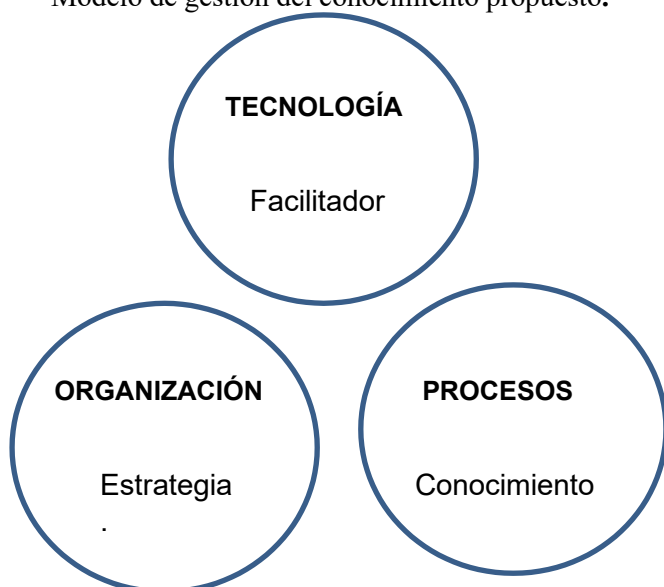 Modelo de gestión del conocimiento propuesto.
TECNOLOGÍA
Facilitador
ORGANIZACIÓN
Estrategia
.
PROCESOS
Conocimiento